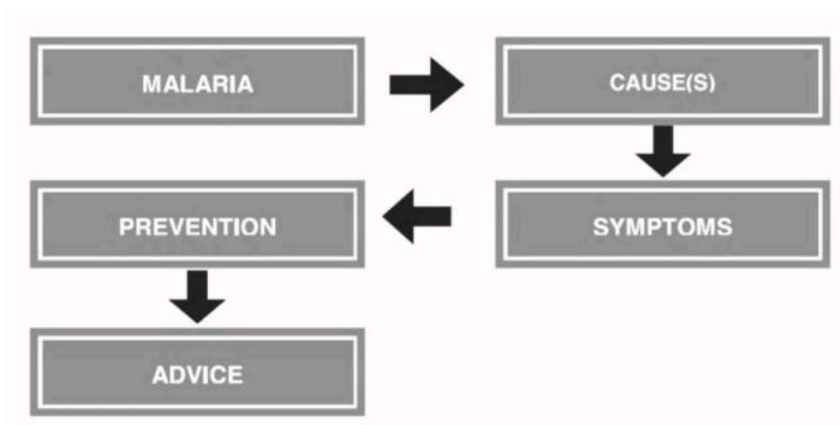 MALARIA
CAUSE(S)
SYMPTOMS
PREVENTION
ADVICE